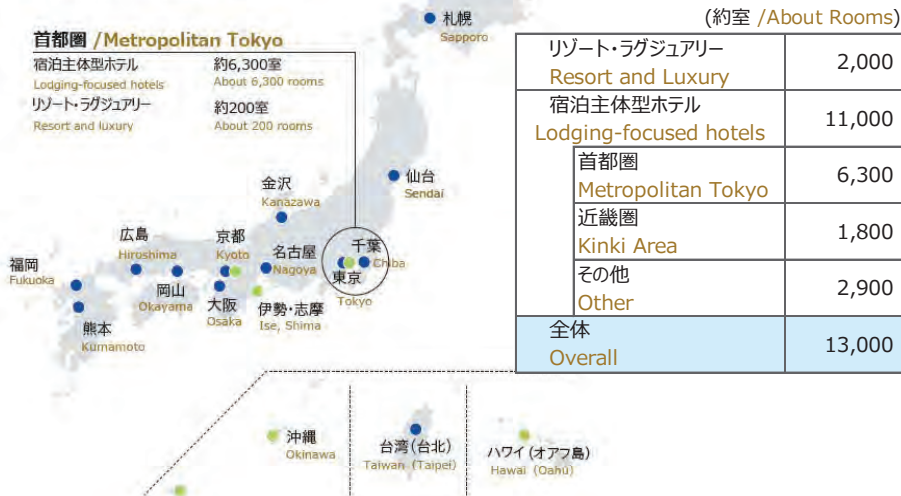 首都圏 /Metropolitan Tokyo
宿泊主体型ホテル 約6,300室
Lodging-focused hotels About 6,300 rooms
リゾート・ラグジュアリー 約200室
Resort and luxury About 200 rooms
札幌
Sapporo
仙台
Sendai
金沢
Kanazawa
広島
Hiroshima
京都
Kyoto
名古屋
Nagoya
千葉
Chiba
東京
Tokyo
福岡
Fukuoka
岡山
Okayama
大阪
Osaka
伊勢・志摩
Ise, Shima
熊本
Kumamoto
(約室 /About Rooms)
リゾート・ラグジュアリー 2,000
Resort and Luxury
宿泊主体型ホテル 11,000
Lodging-focused hotels
首都圏 6,300
Metropolitan Tokyo
近畿圏 1,800
Kinki Area
その他 2,900
Other
全体 13,000
Overall
沖縄
Okinawa
台湾(台北)
Taiwan (Taipei)
ハワイ (オアフ島)
Hawai (Oahu)